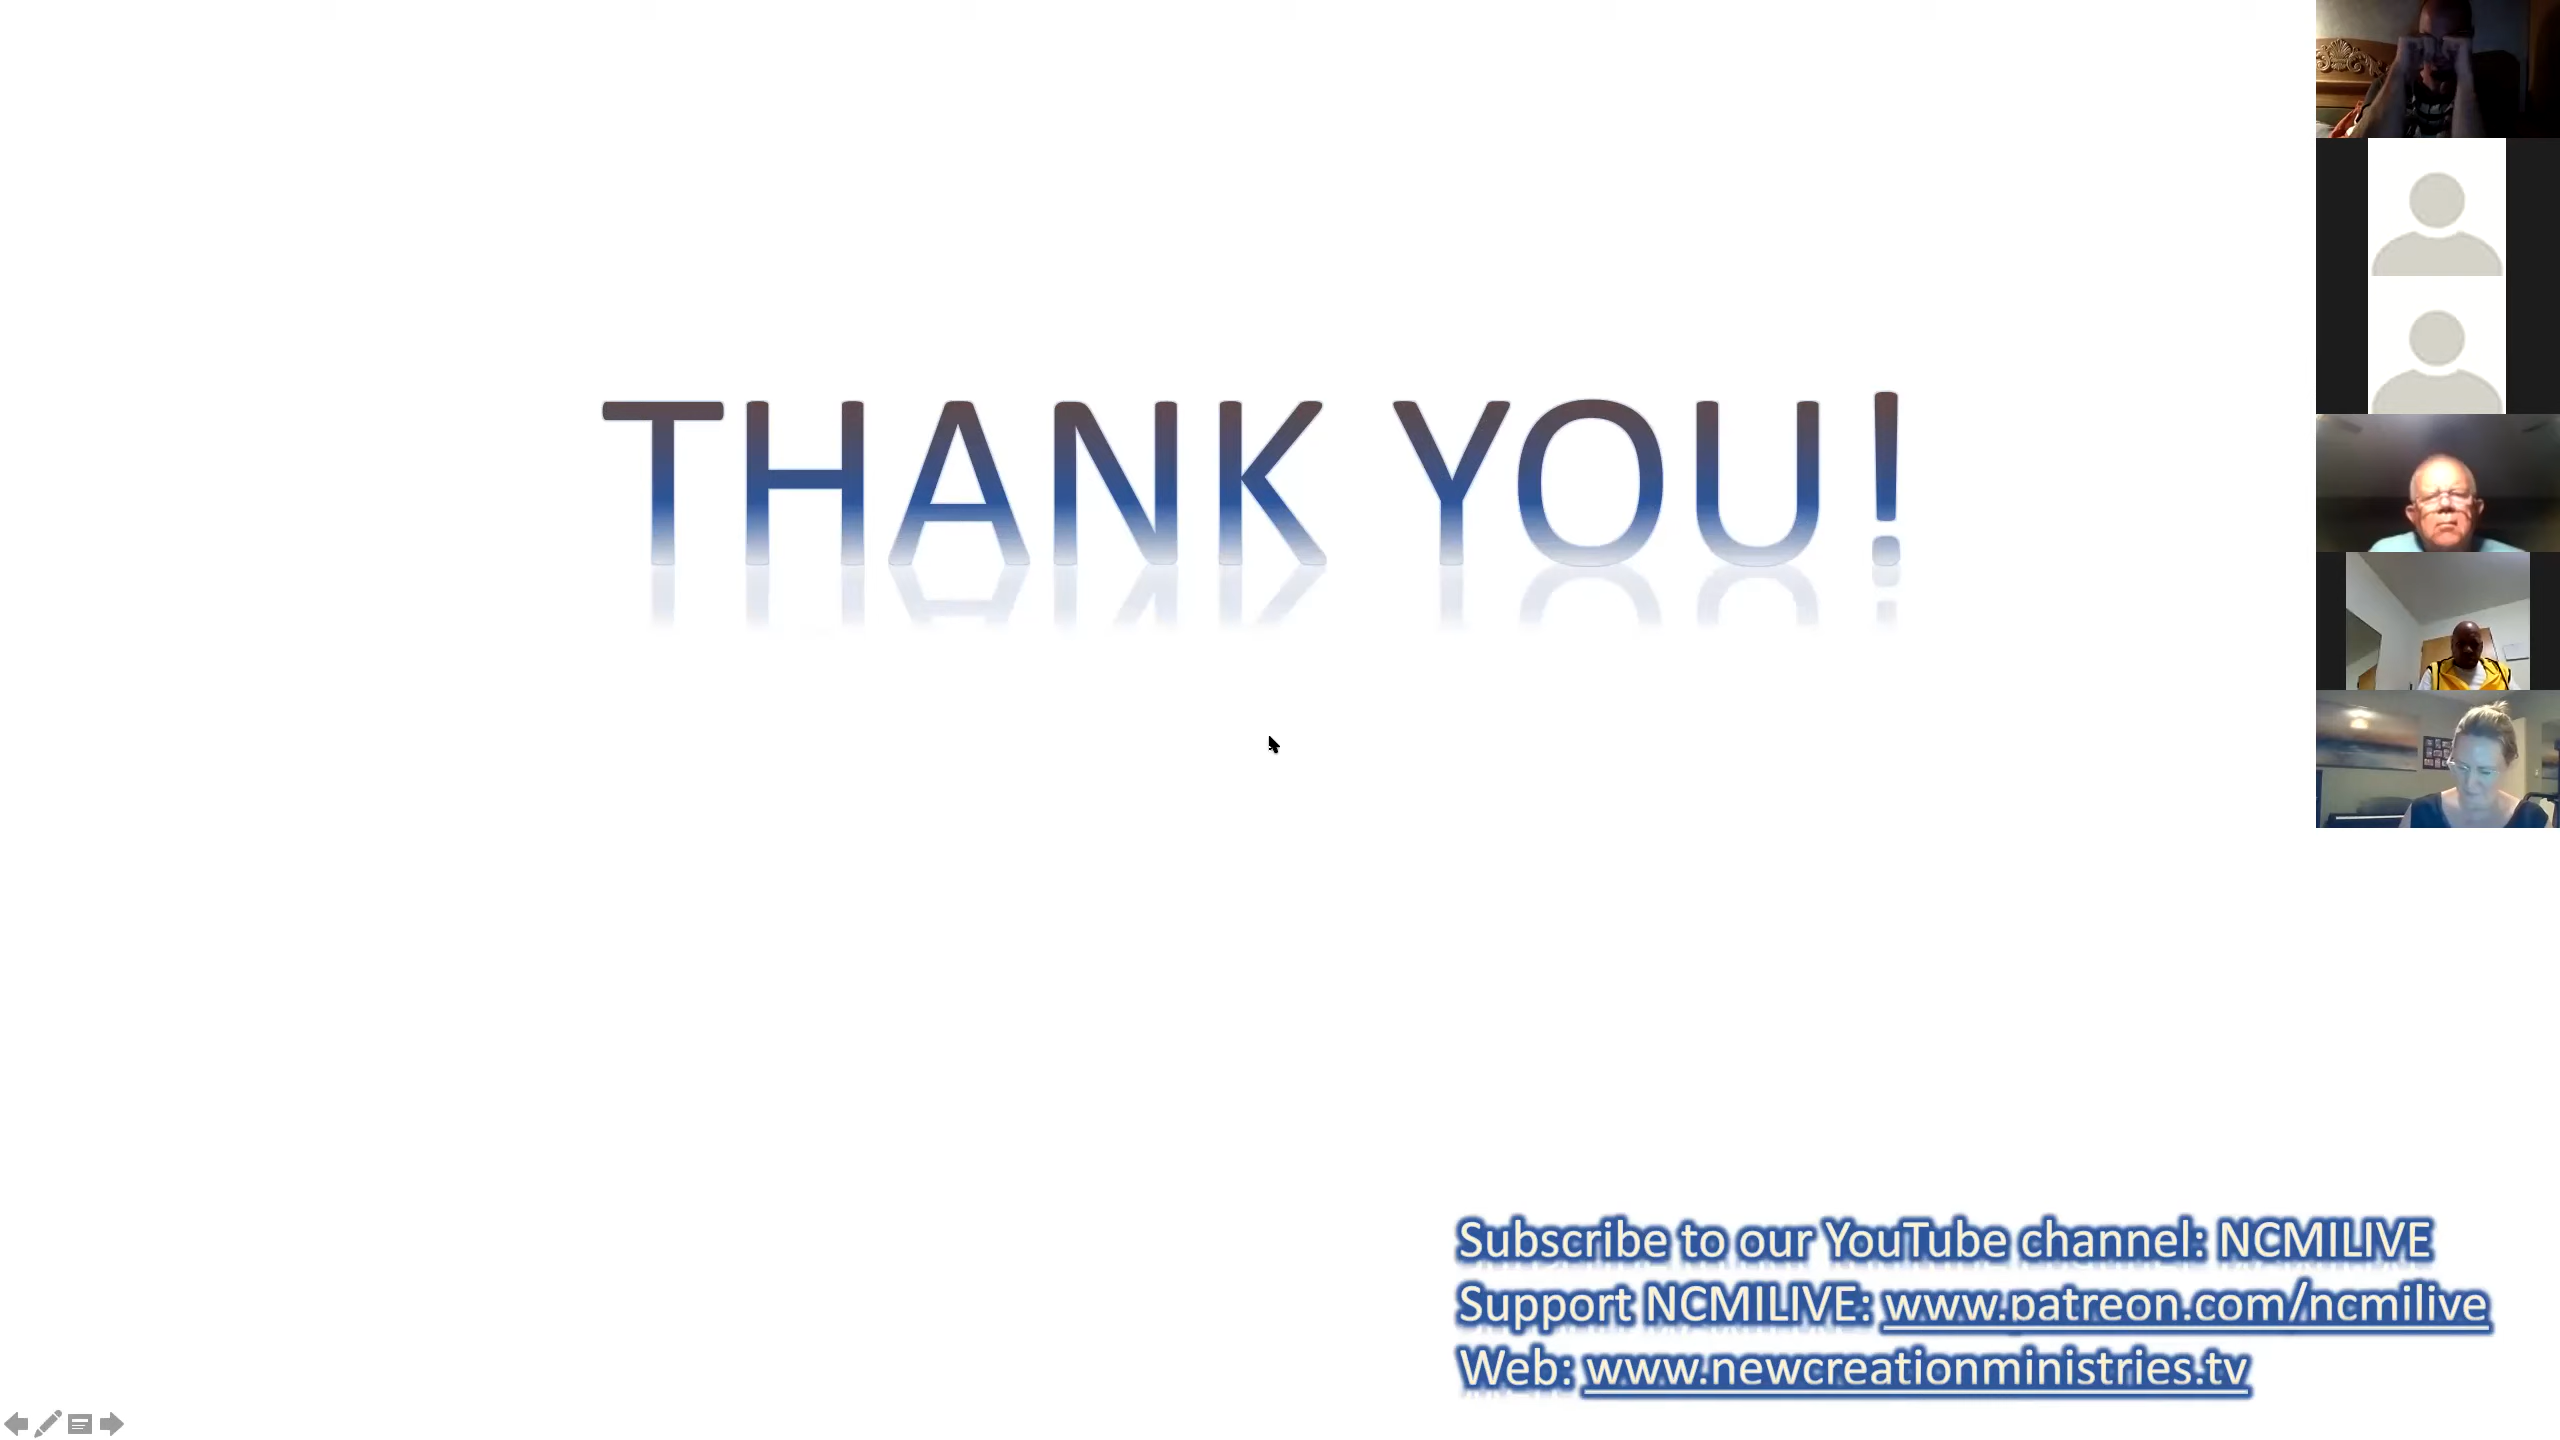 THANK YOU!
Subscribe to our YouTube channel: NCMILIVE
Support NCMILIVE: www.patreon.com/ncmilive
Web: www.newcreationministries.tv